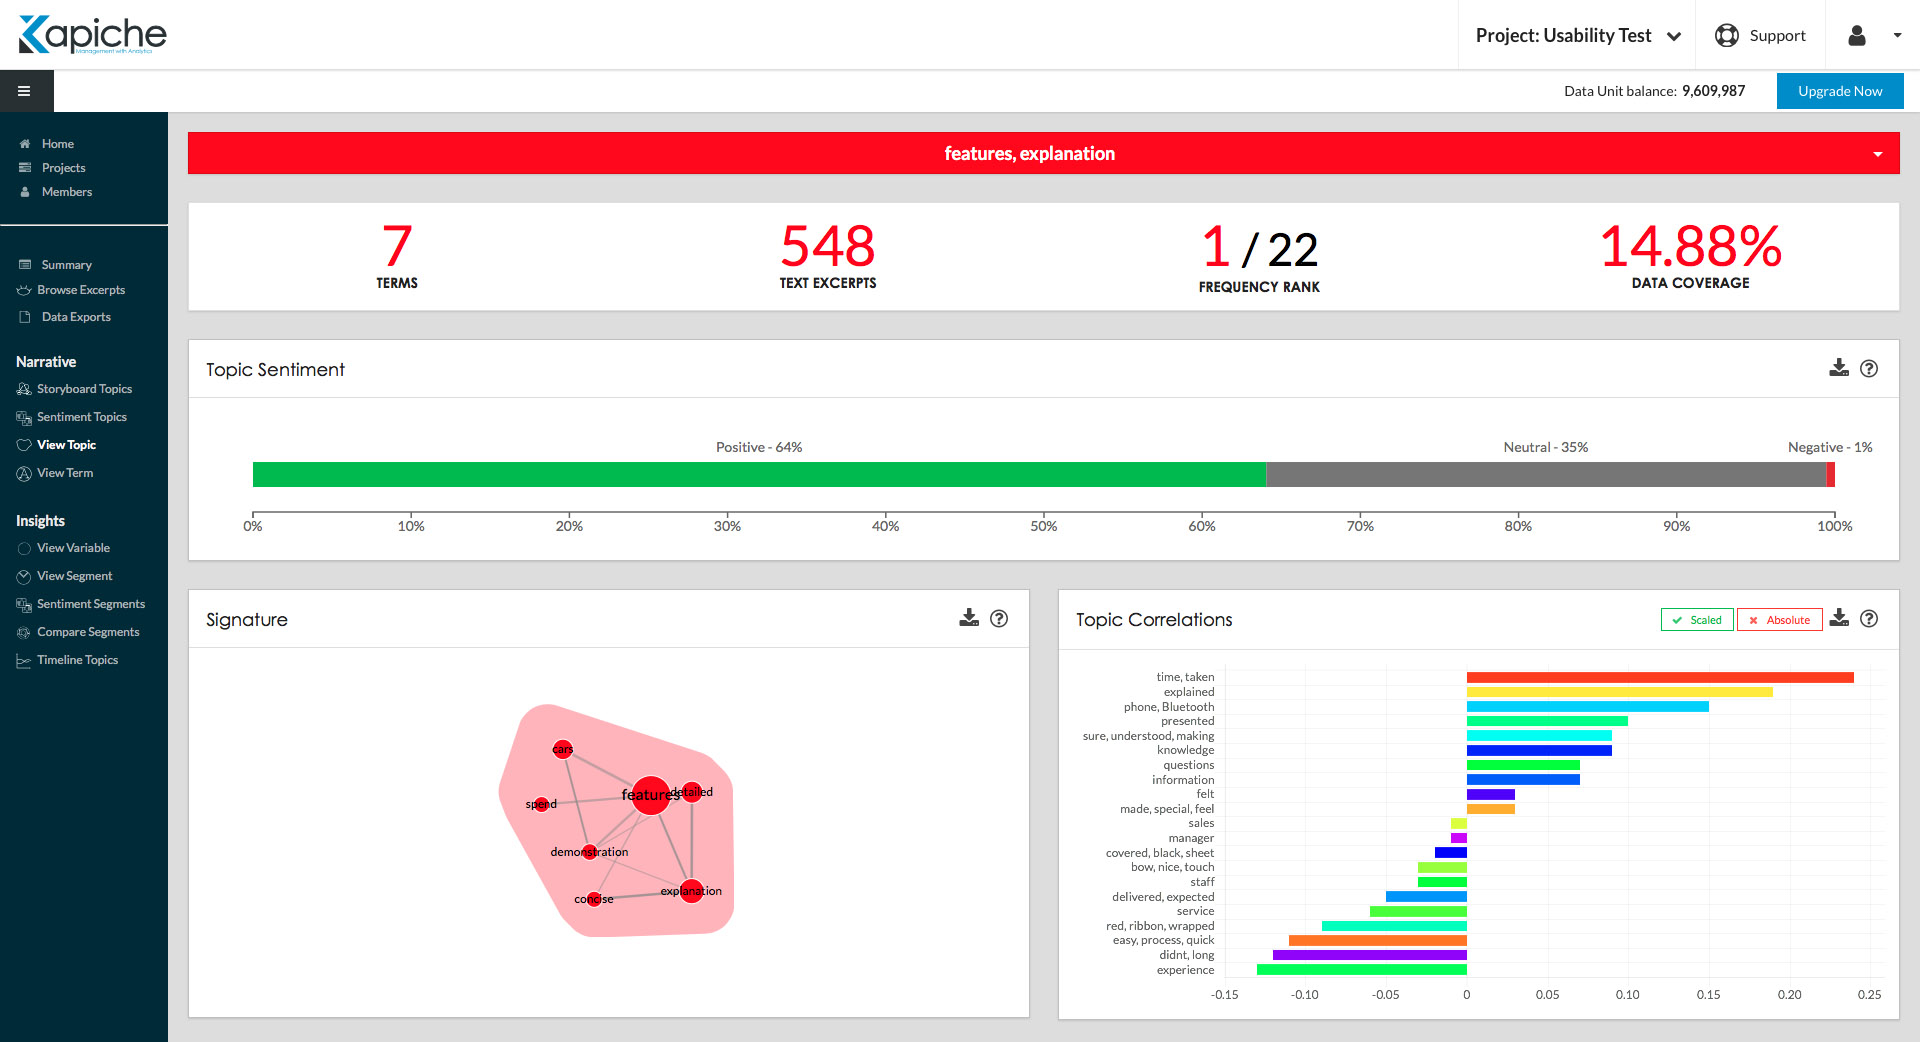 Kapiche
Management with Analytics
Project: Usability Test
Support
Data Unit balance: 9,609,987
Upgrade Now
Home
Projects
Members
Summary
Browse Excerpts
Data Exports
Narrative
Storyboard Topics
Sentiment Topics
View Topic
View Term
Insights
View Variable
View Segment
Sentiment Segments
Compare Segments
Timeline Topics
features, explanation
7
TERMS
548
TEXT EXCERPTS
1 / 22
FREQUENCY RANK
14.88%
DATA COVERAGE
Topic Sentiment
Positive - 64% Neutral - 35% Negative - 1%
0% 10% 20% 30% 40% 50% 60% 70% 80% 90% 100%
Signature
cars
features
detailed
spend
demonstration
explanation
concise
Topic Correlations
Scaled
Absolute
time, taken
explained
phone, Bluetooth
presented
sure, understood, making
knowledge
questions
information
felt
made, special, feel
sales
manager
covered, black, sheet
bow, nice, touch
staff
delivered, expected
service
red, ribbon, wrapped
easy, process, quick
didnt, long
experience
-0.15 -0.10 -0.05 0 0.05 0.10 0.15 0.20 0.25